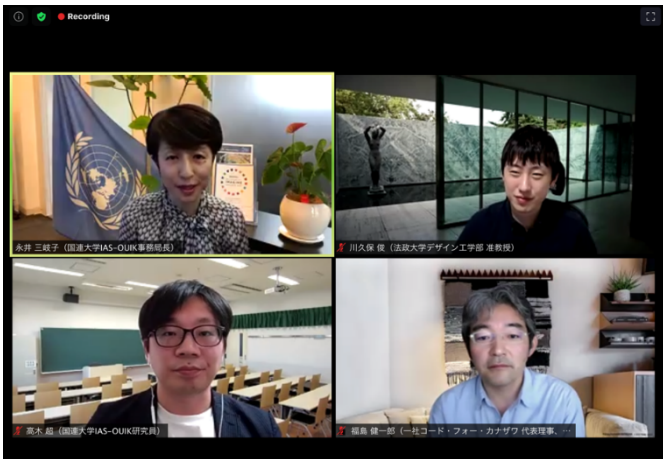 Recording
永井 三岐子（国連大学IAS-OUIK事務局長）
川久保 俊（法政大学デザイン工学部 准教授）
高木 超（国連大学IAS-OUIK研究員）
福島 健一郎（一社コード・フォー・カナザワ 代表理事、…